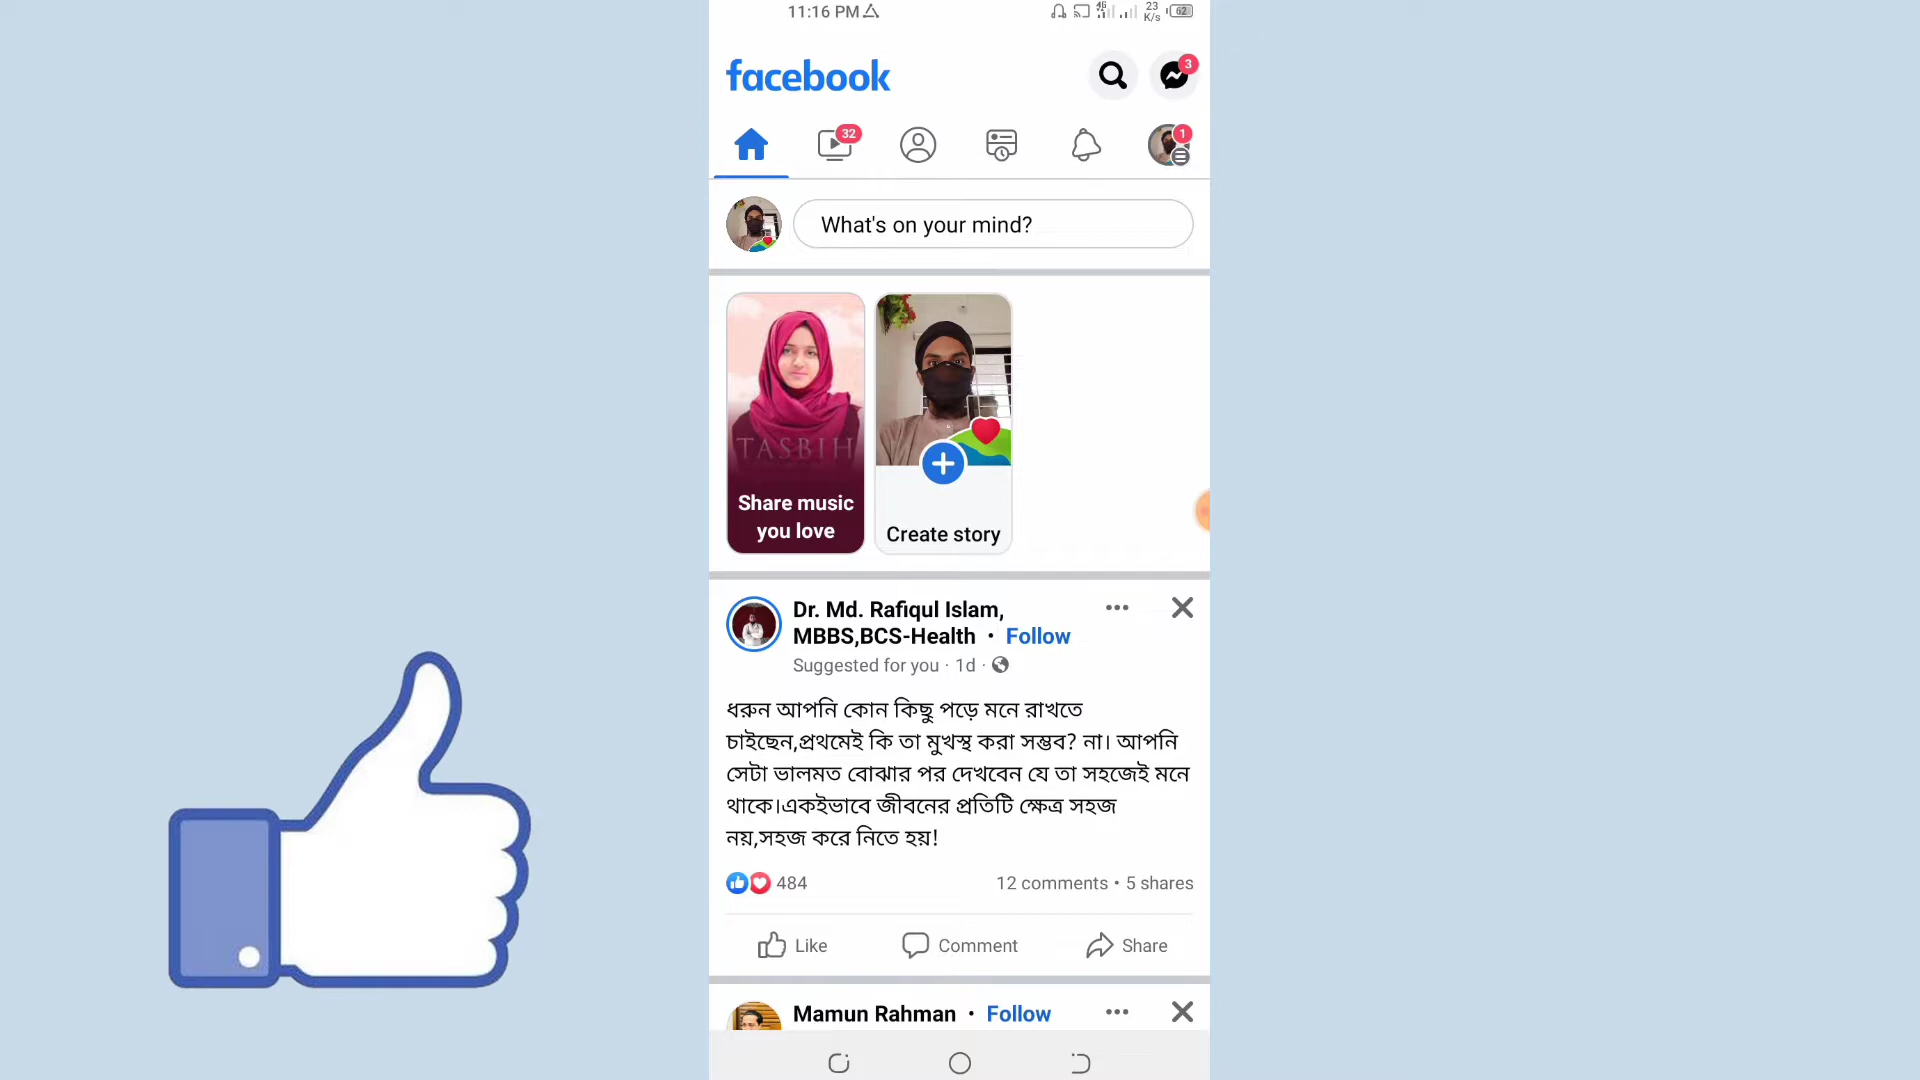 11:16 PM
4G
23
K/s
62
facebook
3
32
1
What's on your mind?
TASBIH
Share music
you love
Create story
Dr. Md. Rafiqul Islam,
MBBS,BCS-Health • Follow
Suggested for you · 1d ·
ধরুন আপনি কোন কিছু পড়ে মনে রাখতে
চাইছেন,প্রথমেই কি তা মুখস্থ করা সম্ভব? না। আপনি
সেটা ভালমত বোঝার পর দেখবেন যে তা সহজেই মনে
থাকে।একইভাবে জীবনের প্রতিটি ক্ষেত্র সহজ
নয়,সহজ করে নিতে হয়!
484
12 comments • 5 shares
Like
Comment
Share
Mamun Rahman • Follow